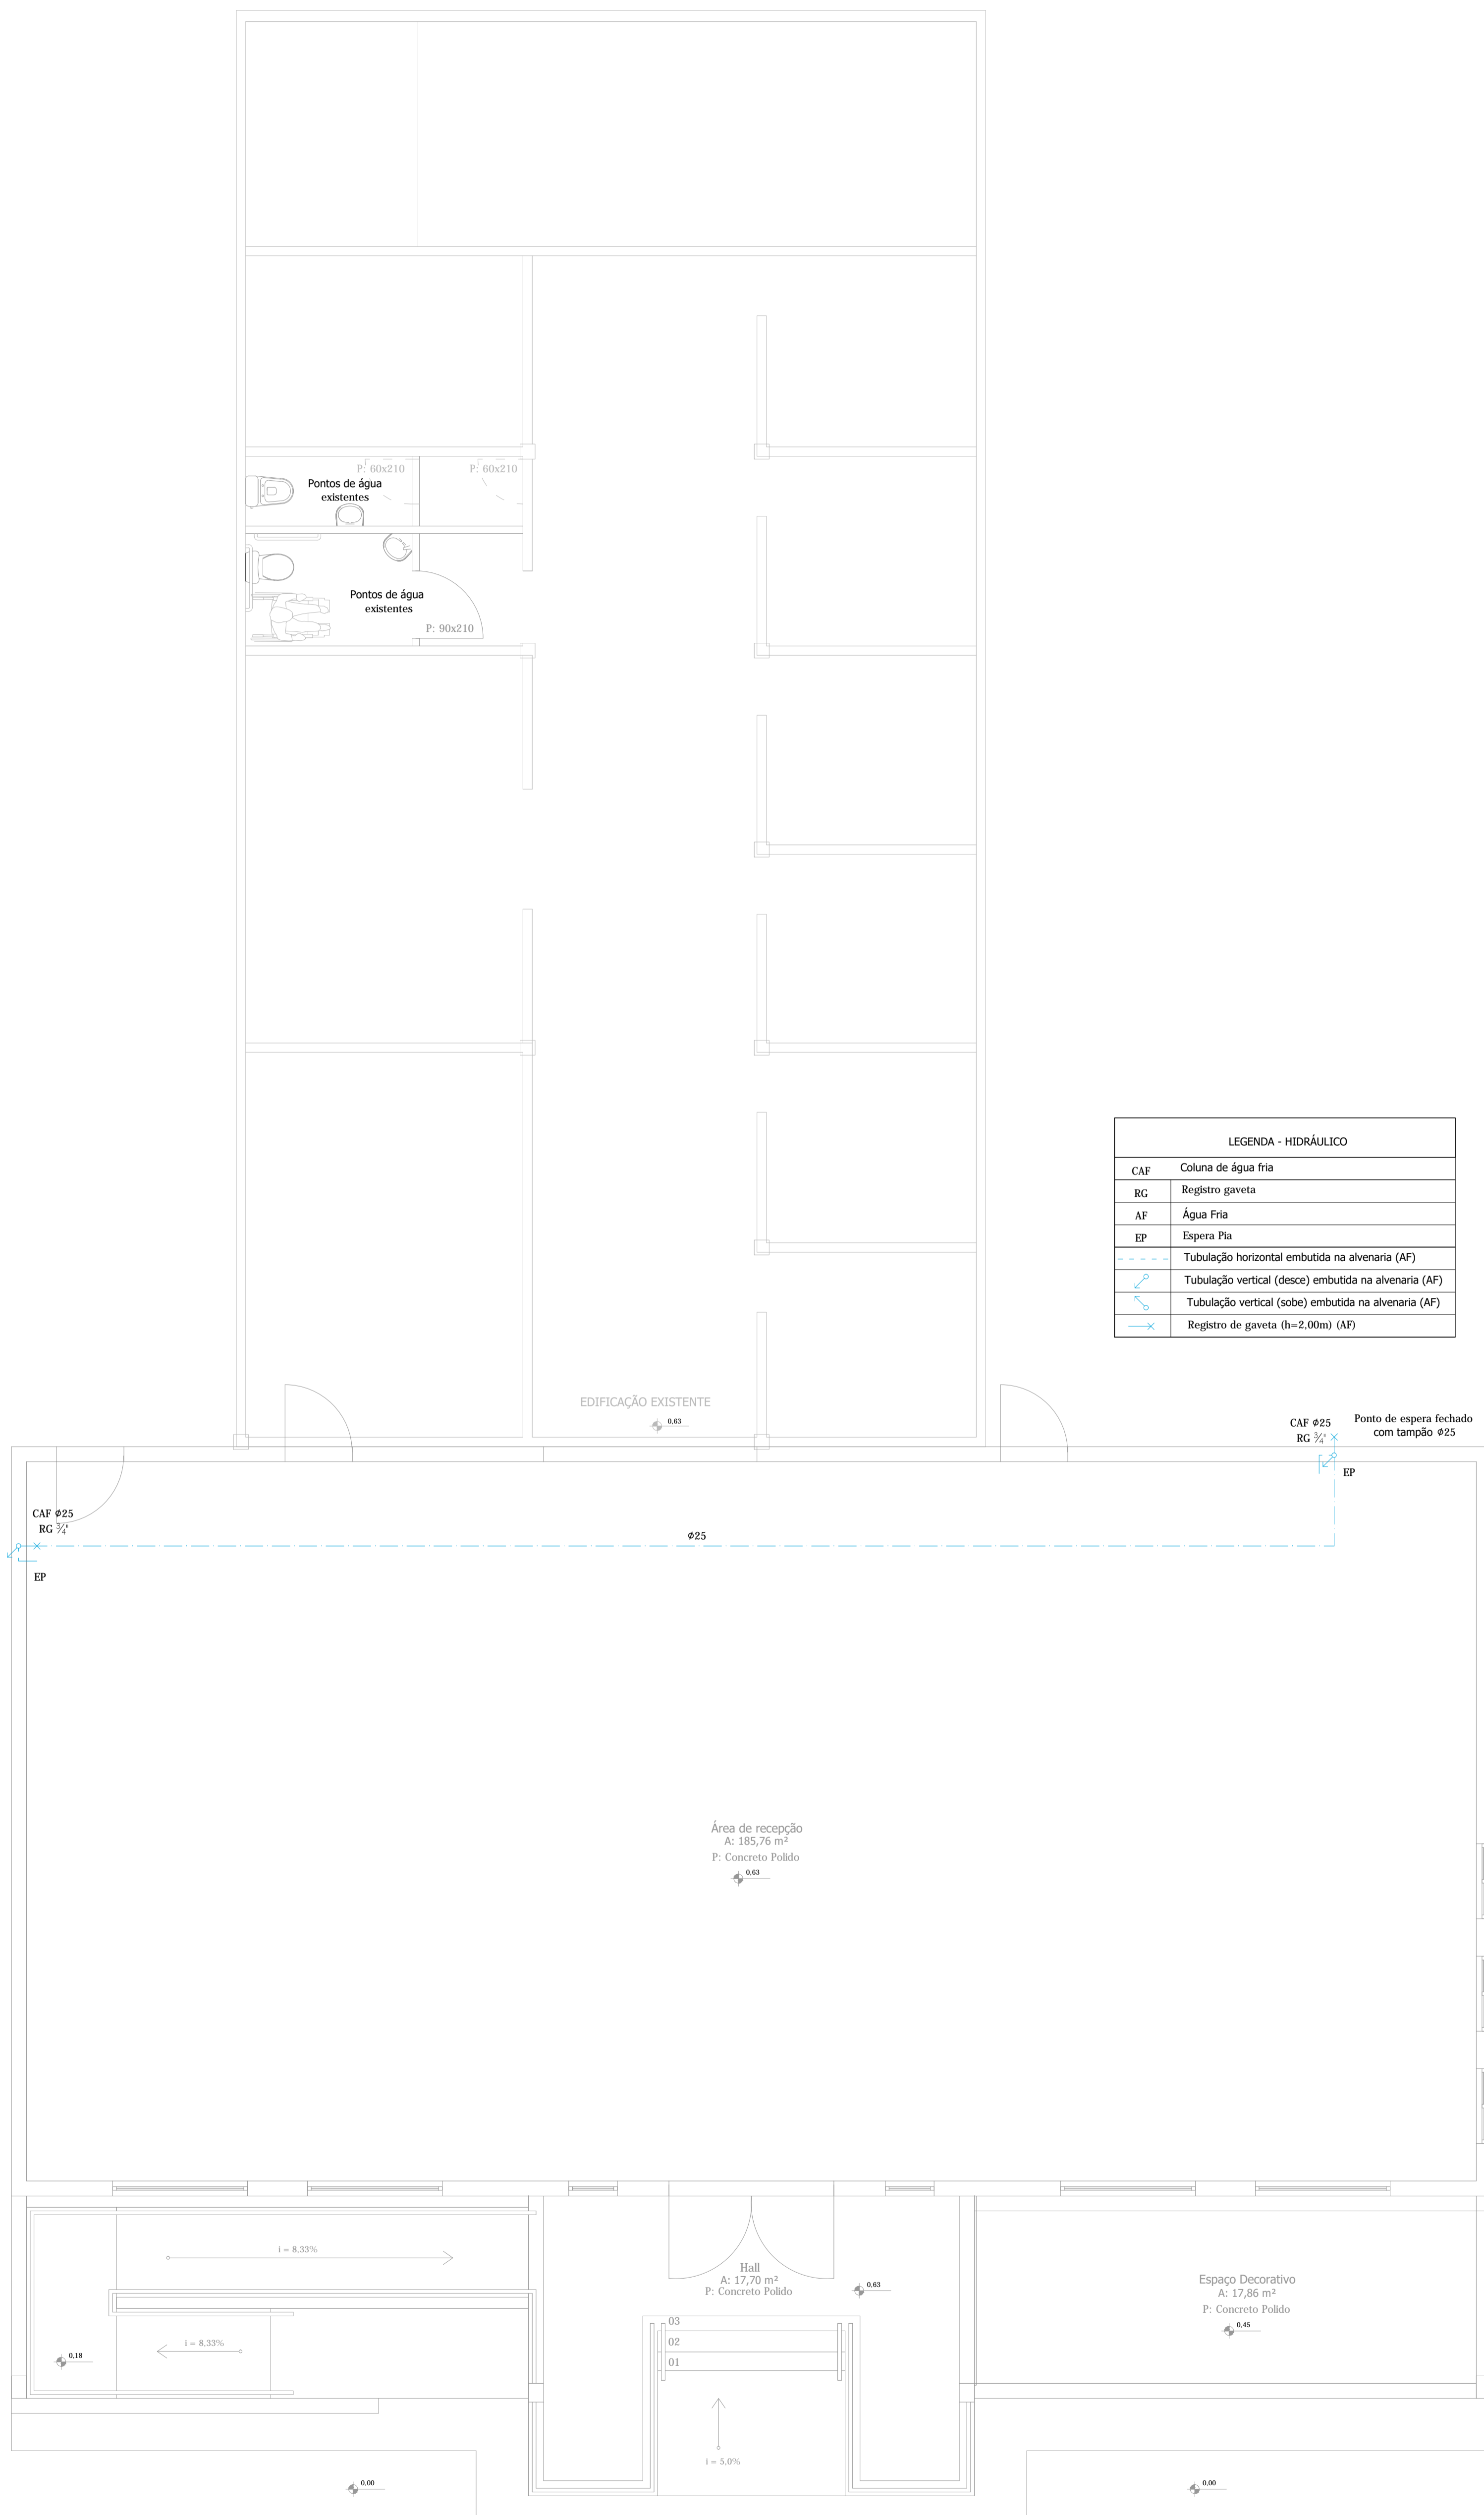 P: 60x210
P: 60x210
Pontos de água
existentes
Pontos de água
existentes
P: 90x210
LEGENDA - HIDRÁULICO
CAF Coluna de água fria
RG Registro gaveta
AF Água Fria
EP Espera Pia
Tubulação horizontal embutida na alvenaria (AF)
Tubulação vertical (desce) embutida na alvenaria (AF)
Tubulação vertical (sobe) embutida na alvenaria (AF)
Registro de gaveta (h=2,00m) (AF)
EDIFICAÇÃO EXISTENTE
0,63
CAF ⌀25
RG ¾"
Ponto de espera fechado
com tampão ⌀25
EP
CAF ⌀25
RG ¾"
⌀25
EP
Área de recepção
A: 185,76 m²
P: Concreto Polido
0,63
i = 8,33%
Hall
A: 17,70 m²
P: Concreto Polido
0,63
Espaço Decorativo
A: 17,86 m²
P: Concreto Polido
0,45
03
02
01
i = 8,33%
0,18
i = 5,0%
0,00
0,00